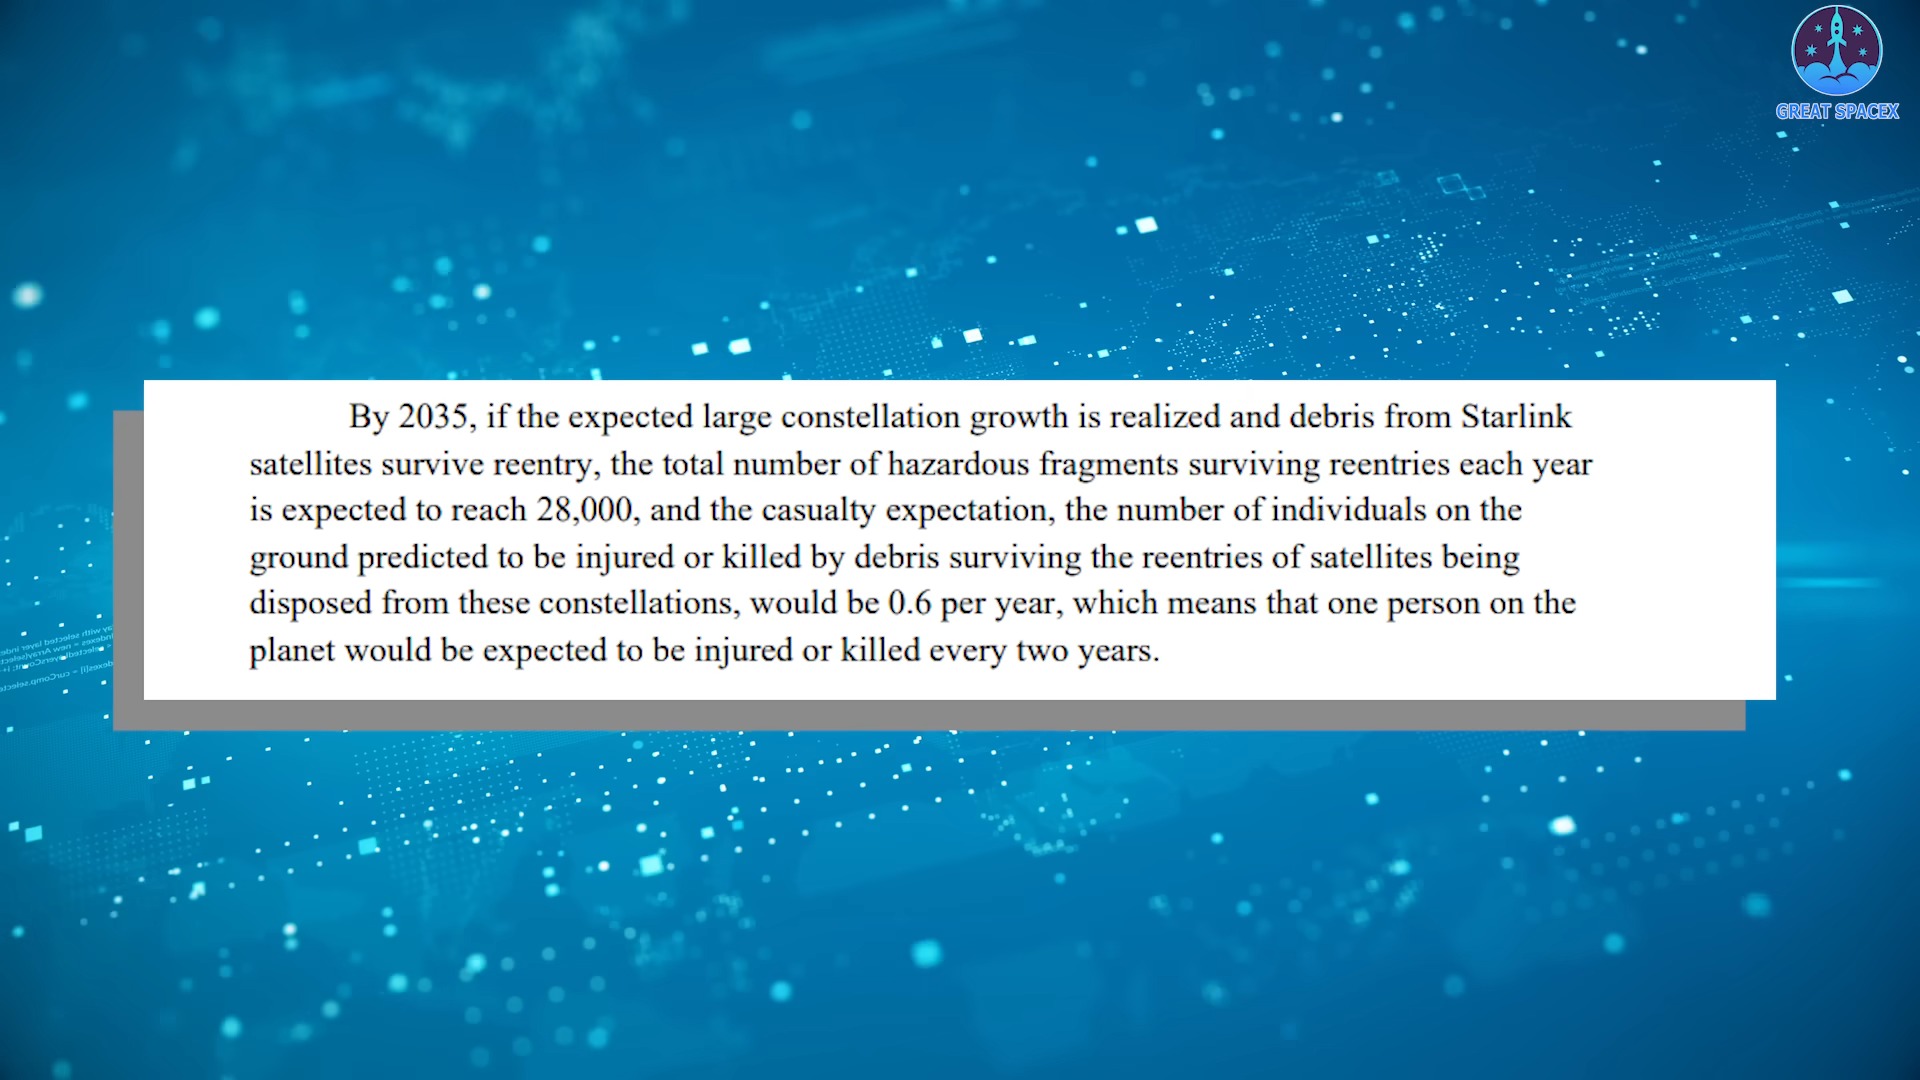 GREAT SPACEX
By 2035, if the expected large constellation growth is realized and debris from Starlink
satellites survive reentry, the total number of hazardous fragments surviving reentries each year
is expected to reach 28,000, and the casualty expectation, the number of individuals on the
ground predicted to be injured or killed by debris surviving the reentries of satellites being
disposed from these constellations, would be 0.6 per year, which means that one person on the
planet would be expected to be injured or killed every two years.